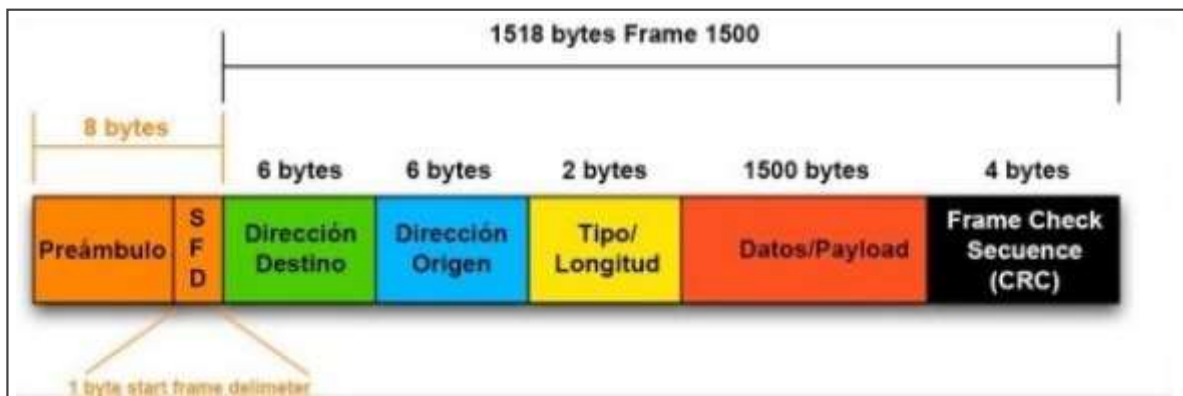 1518 bytes Frame 1500
8 bytes
6 bytes
6 bytes
2 bytes
1500 bytes
4 bytes
Preámbulo
S
F
D
Dirección
Destino
Dirección
Origen
Tipo/
Longitud
Datos/Payload
Frame Check
Secuence
(CRC)
1 byte start frame delimeter